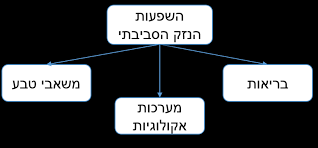 השפעות
הנזק הסביבתי
בריאות
מערכות
אקולוגיות
משאבי טבע